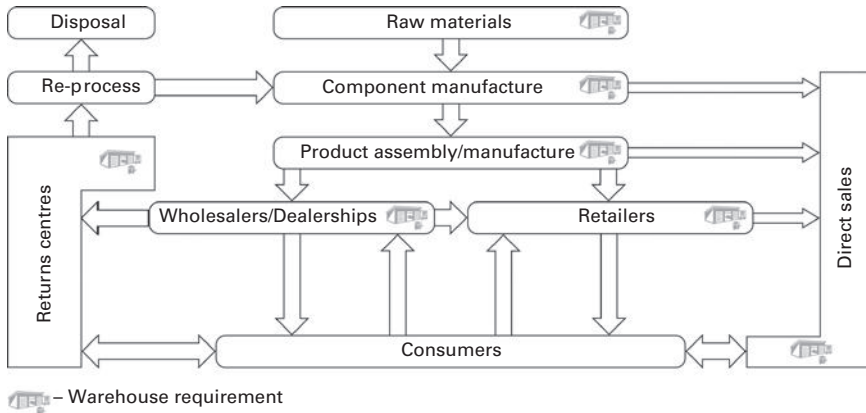 Disposal
Raw materials
Re-process
Component manufacture
Product assembly/manufacture
Returns centres
Wholesalers/Dealerships
Retailers
Direct sales
Consumers
– Warehouse requirement